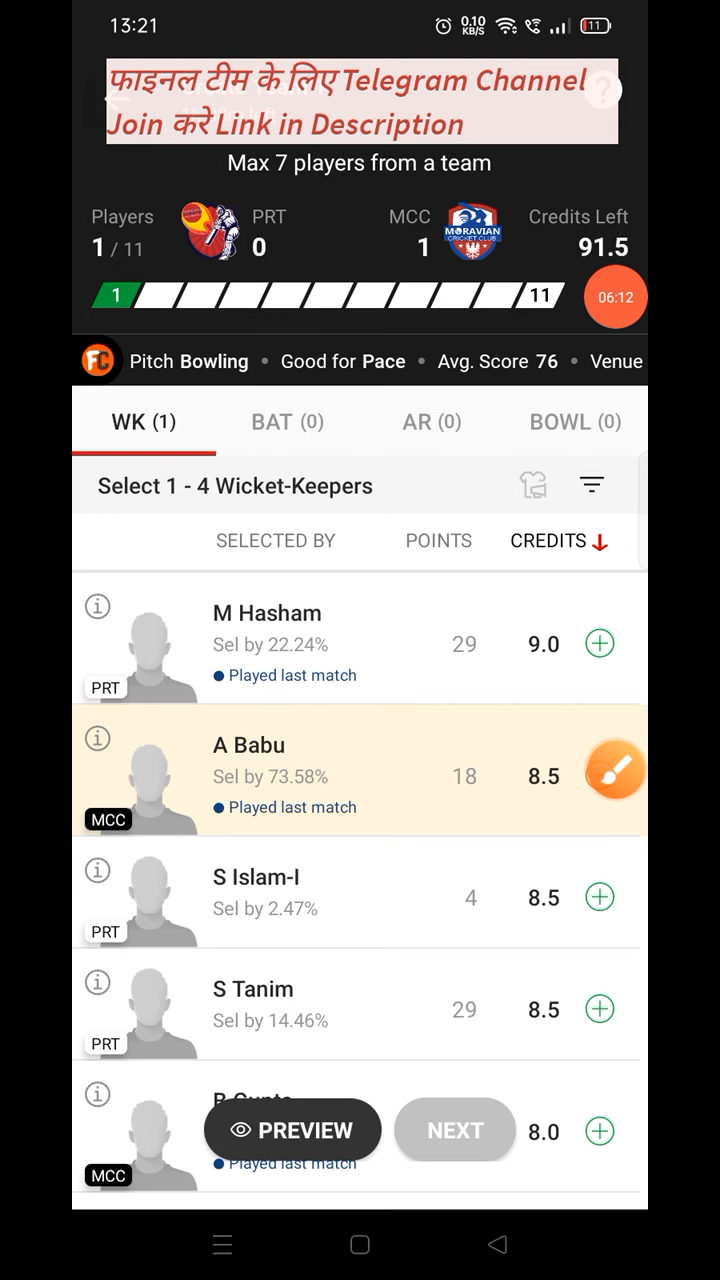 13:21
0.10
KB/S
11
फाइनल टीम के लिए Telegram Channel
Join करे Link in Description
?
Max 7 players from a team
Players
PRT
MCC
Credits Left
1 / 11
0
1
91.5
MORAVIAN
CRICKET CLUB
1
11
06:12
FC
Pitch Bowling • Good for Pace • Avg. Score 76 • Venue
WK (1)
BAT (0)
AR (0)
BOWL (0)
Select 1 - 4 Wicket-Keepers
SELECTED BY
POINTS
CREDITS
M Hasham
Sel by 22.24%
29
9.0
Played last match
PRT
A Babu
Sel by 73.58%
18
8.5
Played last match
MCC
S Islam-I
Sel by 2.47%
4
8.5
PRT
S Tanim
Sel by 14.46%
29
8.5
PRT
PREVIEW
NEXT
8.0
Played last match
MCC